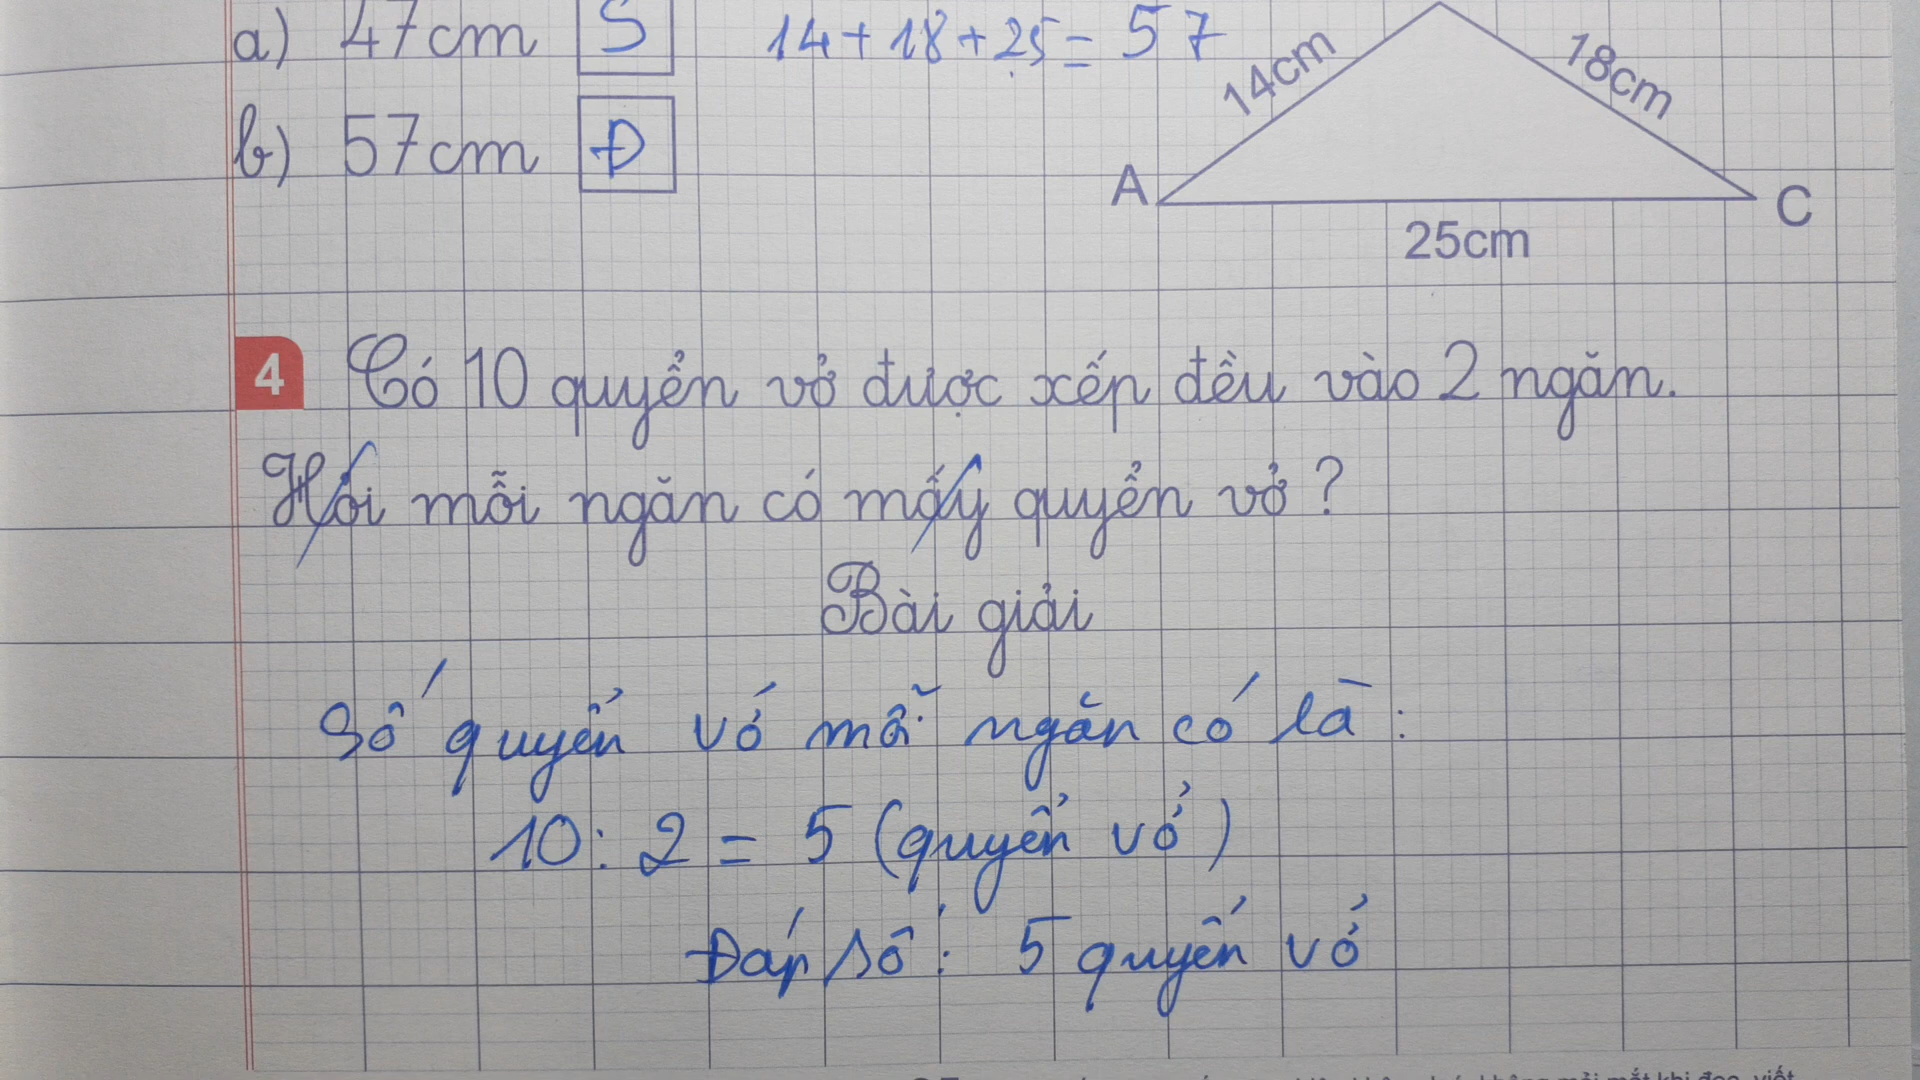 a) 47cm S 14+18+25= 57
14cm 18cm
b) 57cm Đ
A C
25cm
4 Có 10 quyển vở được xếp đều vào 2 ngăn.
Hỏi mỗi ngăn có mấy quyển vở?
Bài giải
Số quyển vở mỗi ngăn có là:
10: 2 = 5 (quyển vở)
Đáp số: 5 quyển vở